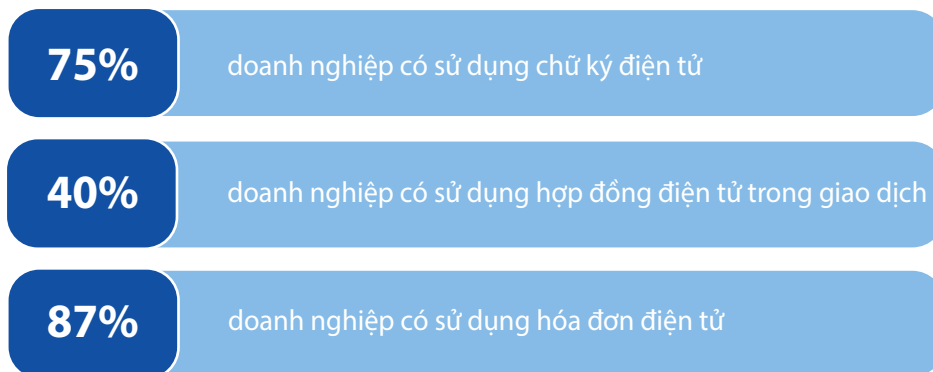 75% doanh nghiệp có sử dụng chữ ký điện tử
40% doanh nghiệp có sử dụng hợp đồng điện tử trong giao dịch
87% doanh nghiệp có sử dụng hóa đơn điện tử